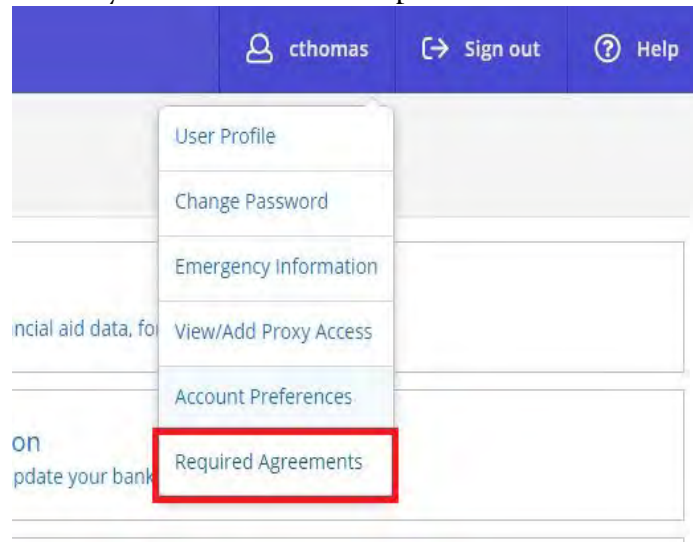 cthomas Sign out ? Help
User Profile
Change Password
Emergency Information
ncial aid data, fo View/Add Proxy Access
Account Preferences
on
Required Agreements
pdate your bank